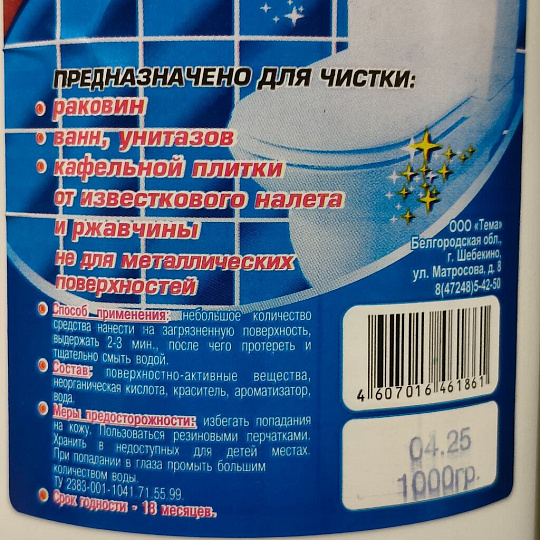 ПРЕДНАЗНАЧЕНО ДЛЯ ЧИСТКИ:
• раковин
• ванн, унитазов
• кафельной плитки
от известкового налета
и ржавчины
не для металлических
поверхностей
ООО «Тема»
Белгородская обл.,
г. Шебекино,
ул. Матросова, д. 8
8(47248)5-42-50
• Способ применения: небольшое количество
средства нанести на загрязненную поверхность,
выдержать 2-3 мин., после чего протереть и
тщательно смыть водой.
• Состав: поверхностно-активные вещества,
неорганическая кислота, краситель, ароматизатор,
вода.
• Меры предосторожности: избегать попадания
на кожу. Пользоваться резиновыми перчатками.
Хранить в недоступных для детей местах.
При попадании в глаза промыть большим
количеством воды.
ТУ 2383-001-1041.71.55 99.
• Срок годности - 18 месяцев.
4 607016 461861
04.25
1000гр.